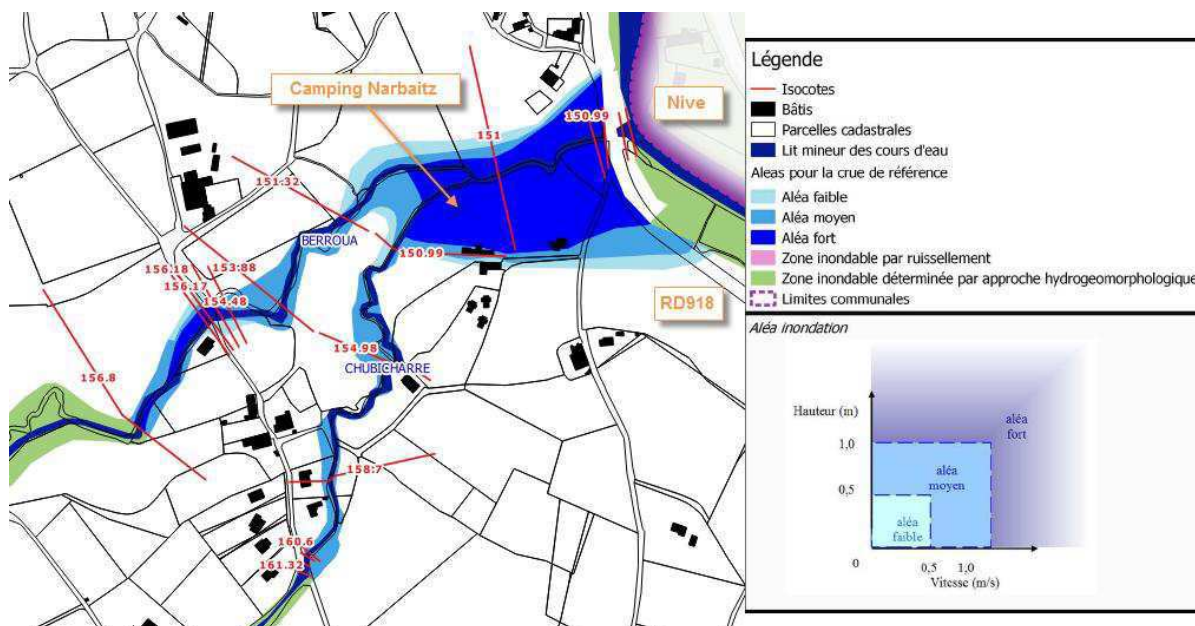 Camping Narbaitz
Nive
151
150.99
151.32
BERROUA
150.99
156.18
153.88
156.17
154.48
RD918
154.98
CHUBICHARRE
156.8
158.7
160.6
161.32
Légende
Isocotes
Bâtis
Parcelles cadastrales
Lit mineur des cours d'eau
Aleas pour la crue de référence
Aléa faible
Aléa moyen
Aléa fort
Zone inondable par ruissellement
Zone inondable déterminée par approche hydrogeomorphologique
Limites communales
Aléa inondation
Hauteur (m)
aléa
fort
1,0
aléa
moyen
0,5
aléa
faible
0
0,5 1,0
Vitesse (m/s)